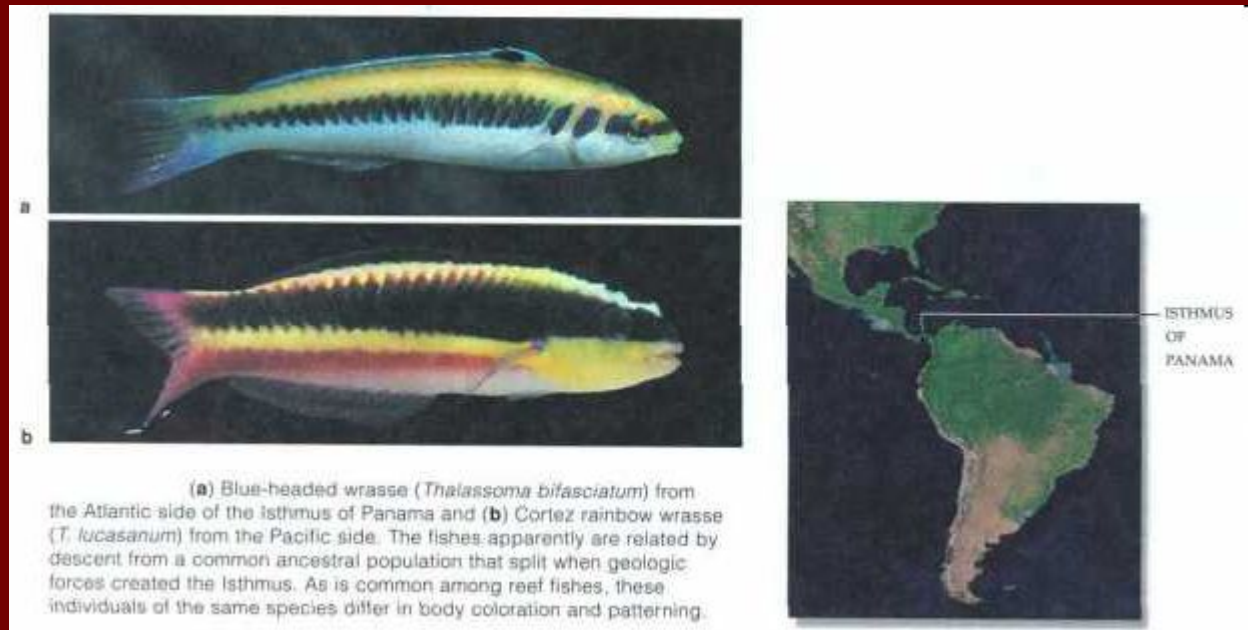 a
b
(a) Blue-headed wrasse (Thalassoma bifasciatum) from
the Atlantic side of the Isthmus of Panama and (b) Cortez rainbow wrasse
(T. lucasanum) from the Pacific side. The fishes apparently are related by
descent from a common ancestral population that split when geologic
forces created the Isthmus. As is common among reef fishes, these
individuals of the same species differ in body coloration and patterning.
ISTHMUS
OF
PANAMA